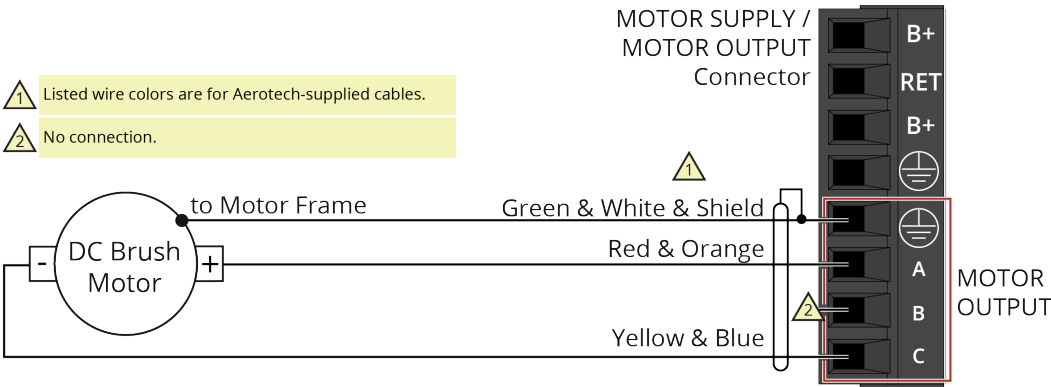 MOTOR SUPPLY /
MOTOR OUTPUT
Connector
B+
RET
B+
1
Listed wire colors are for Aerotech-supplied cables.
2
No connection.
1
to Motor Frame
Green & White & Shield
Red & Orange
A
DC Brush
Motor
-
+
MOTOR
OUTPUT
2
B
Yellow & Blue
C